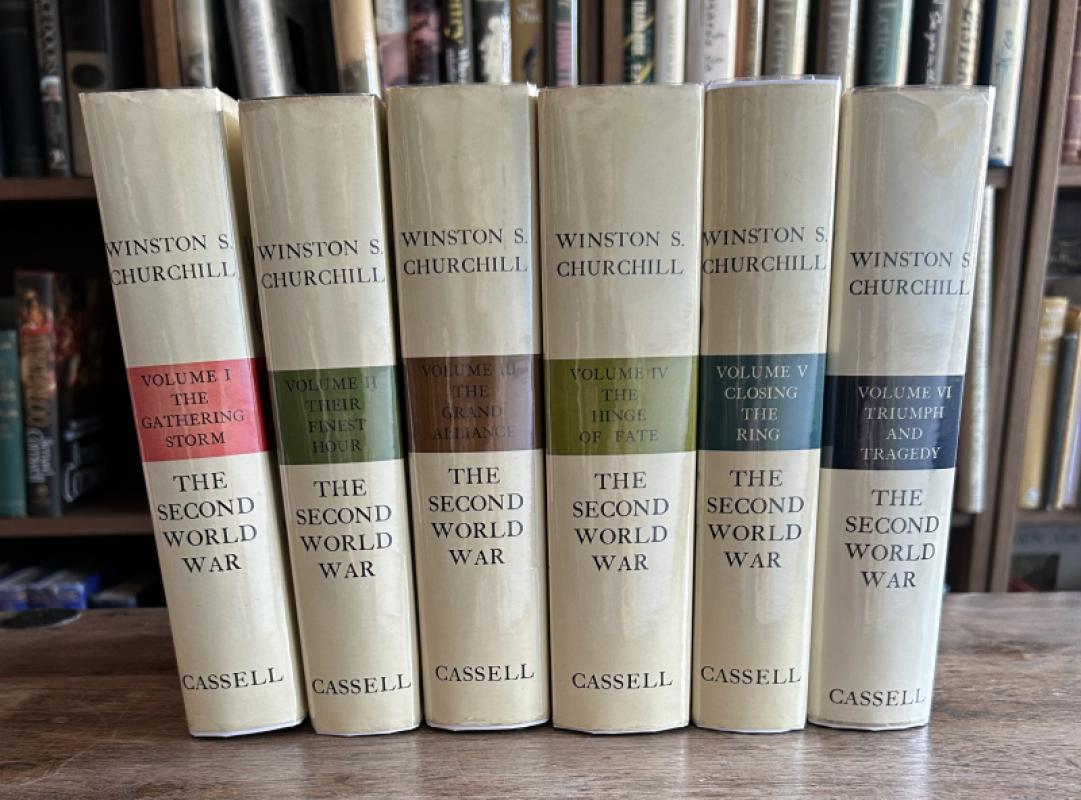 WINSTON S.
CHURCHILL
VOLUME I
THE
GATHERING
STORM
THE
SECOND
WORLD
WAR
CASSELL
WINSTON S.
CHURCHILL
VOLUME II
THEIR
FINEST
HOUR
THE
SECOND
WORLD
WAR
CASSELL
WINSTON S.
CHURCHILL
VOLUME III
THE
GRAND
ALLIANCE
THE
SECOND
WORLD
WAR
CASSELL
WINSTON S.
CHURCHILL
VOLUME IV
THE
HINGE
OF FATE
THE
SECOND
WORLD
WAR
CASSELL
WINSTON S.
CHURCHILL
VOLUME V
CLOSING
THE
RING
THE
SECOND
WORLD
WAR
CASSELL
WINSTON S
CHURCHILL
VOLUME VI
TRIUMPH
AND
TRAGEDY
THE
SECOND
WORLD
WAR
CASSELL